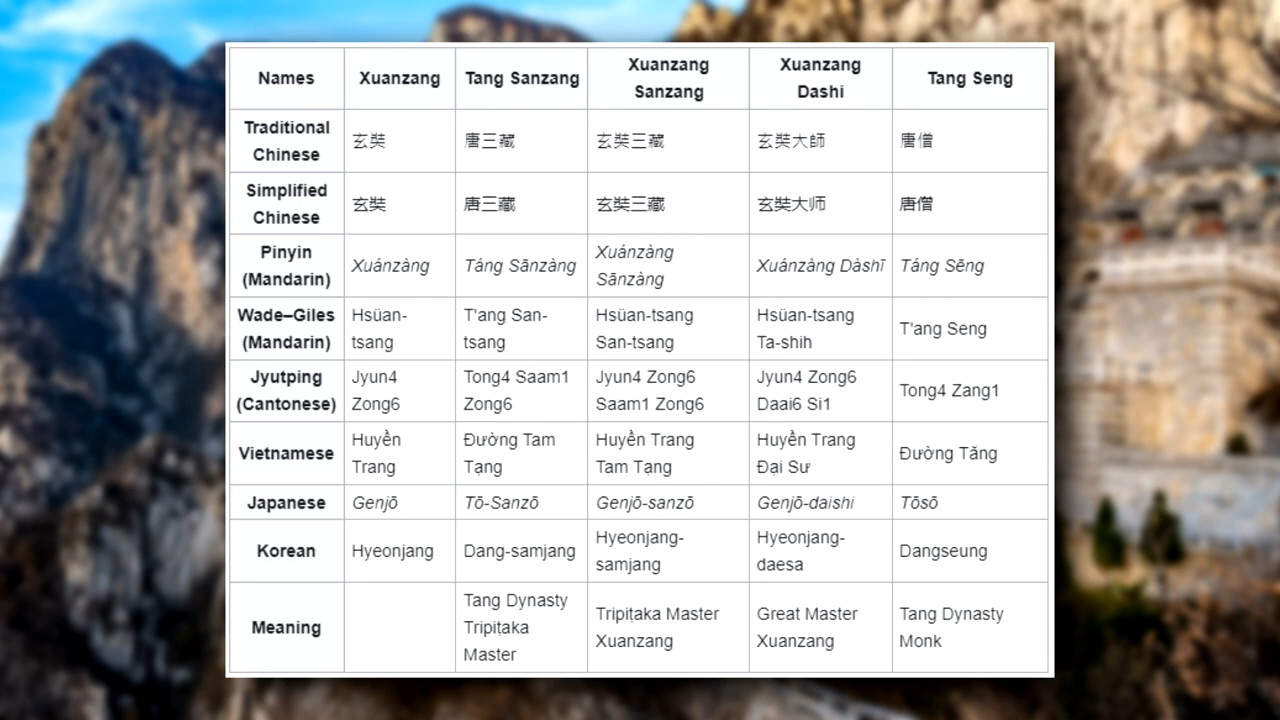 Names Xuanzang Tang Sanzang Xuanzang Sanzang Xuanzang Dashi Tang Seng
Traditional Chinese 玄奘 唐三藏 玄奘三藏 玄奘大師 唐僧
Simplified Chinese 玄奘 唐三藏 玄奘三藏 玄奘大师 唐僧
Pinyin (Mandarin) Xuánzàng Táng Sānzàng Xuánzàng Sānzàng Xuánzàng Dàshī Táng Sēng
Wade–Giles (Mandarin) Hsüan-tsang T'ang San-tsang Hsüan-tsang San-tsang Hsüan-tsang Ta-shih T'ang Seng
Jyutping (Cantonese) Jyun4 Zong6 Tong4 Saam1 Zong6 Jyun4 Zong6 Saam1 Zong6 Jyun4 Zong6 Daai6 Si1 Tong4 Zang1
Vietnamese Huyền Trang Đường Tam Tạng Huyền Trang Tam Tạng Huyền Trang Đại Sư Đường Tăng
Japanese Genjō Tō-Sanzō Genjō-sanzō Genjō-daishi Tōsō
Korean Hyeonjang Dang-samjang Hyeonjang-samjang Hyeonjang-daesa Dangseung
Meaning Tang Dynasty Tripiṭaka Master Tripiṭaka Master Xuanzang Great Master Xuanzang Tang Dynasty Monk